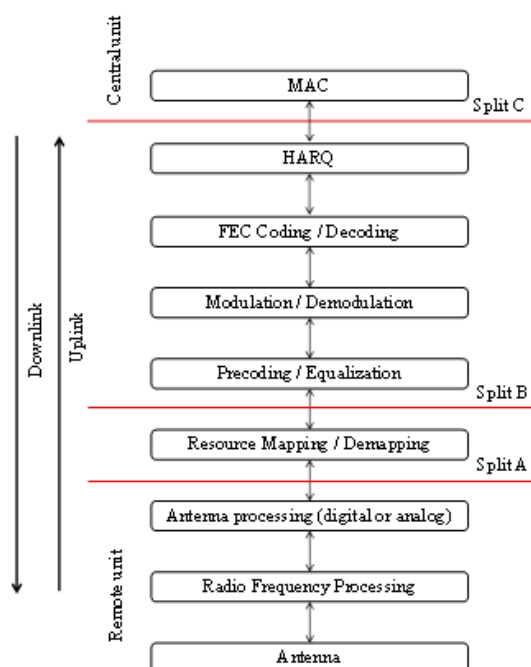 Central unit
MAC
Split C
HARQ
FEC Coding / Decoding
Modulation / Demodulation
Downlink
Uplink
Precoding / Equalization
Split B
Resource Mapping / Demapping
Split A
Antenna processing (digital or analog)
Remote unit
Radio Frequency Processing
Antenna